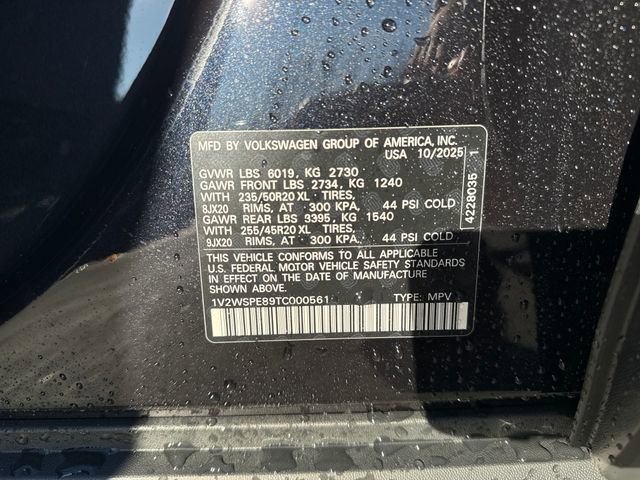 MFD BY VOLKSWAGEN GROUP OF AMERICA, INC.
USA 10/2025
GVWR LBS 6019, KG 2730
GAWR FRONT LBS 2734, KG 1240
WITH 235/50R20 XL TIRES,
8JX20 RIMS, AT 300 KPA, 44 PSI COLD
GAWR REAR LBS 3395, KG 1540
WITH 255/45R20 XL TIRES,
9JX20 RIMS, AT 300 KPA, 44 PSI COLD
THIS VEHICLE CONFORMS TO ALL APPLICABLE
U.S. FEDERAL MOTOR VEHICLE SAFETY STANDARDS
IN EFFECT ON THE DATE OF MANUFACTURE
SHOWN ABOVE.
1V2WSPE89TC000561 TYPE: MPV
4228035 1